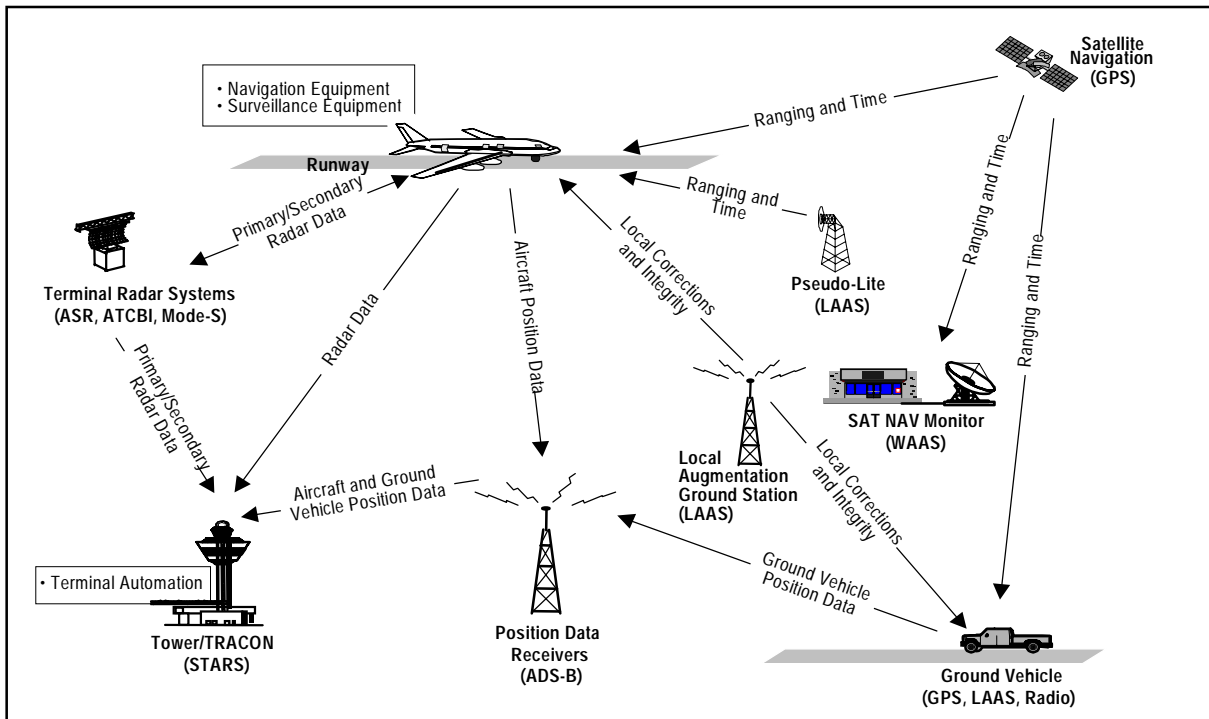 Satellite
Navigation
(GPS)
• Navigation Equipment
• Surveillance Equipment
Ranging and Time
Runway
Ranging and
Time
Ranging and Time
Ranging and Time
Primary/Secondary
Radar Data
Local Corrections
and Integrity
Aircraft Position Data
Radar Data
Pseudo-Lite
(LAAS)
Terminal Radar Systems
(ASR, ATCBI, Mode-S)
Primary/Secondary
Radar Data
SAT NAV Monitor
(WAAS)
Local
Augmentation
Ground Station
(LAAS)
Local Corrections
and Integrity
Aircraft and Ground
Vehicle Position Data
Ground Vehicle
Position Data
• Terminal Automation
Tower/TRACON
(STARS)
Position Data
Receivers
(ADS-B)
Ground Vehicle
(GPS, LAAS, Radio)